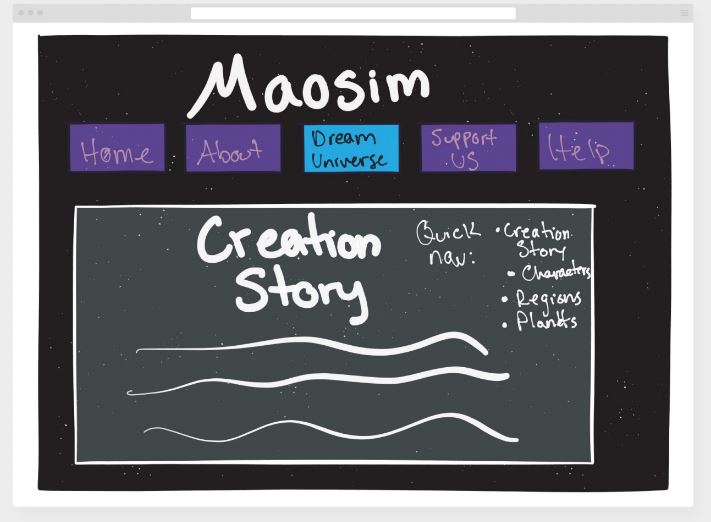 Maosim
Home
About
Dream
Universe
Support
US
Help
Creation
Story
Quick
nav:
• Creation
Story
• Characters
• Regions
• Planets